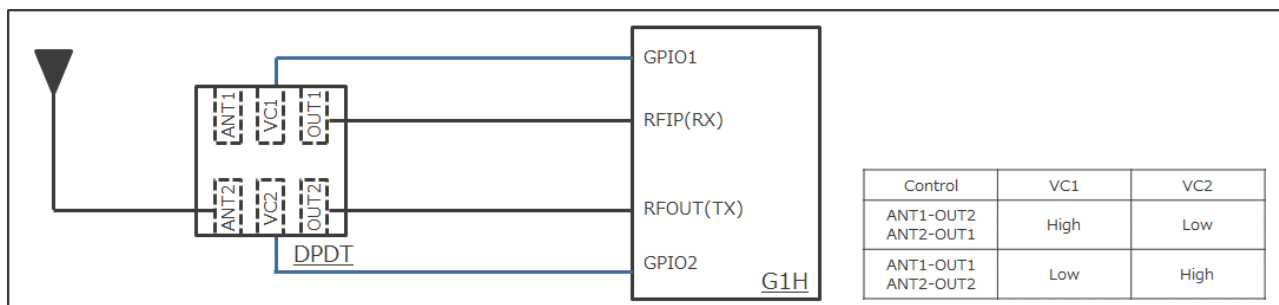 GPIO1
ANT1
VC1
OUT1
RFIP(RX)
ANT2
VC2
OUT2
RFOUT(TX)
DPDT
GPIO2
G1H
Control VC1 VC2
ANT1-OUT2
ANT2-OUT1
High Low
ANT1-OUT1
ANT2-OUT2
Low High